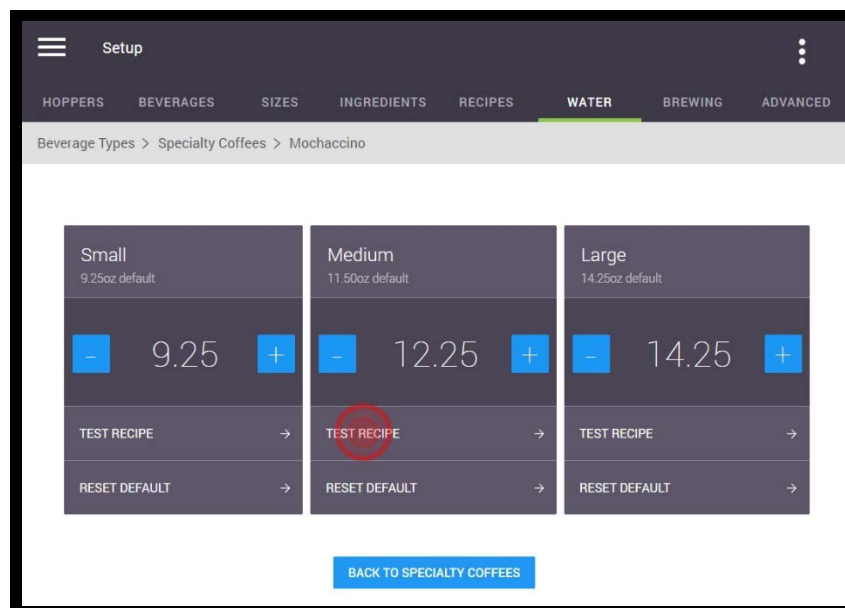 Setup
HOPPERS BEVERAGES SIZES INGREDIENTS RECIPES WATER BREWING ADVANCED
Beverage Types > Specialty Coffees > Mochaccino
Small Medium Large
9.25oz default 11.50oz default 14.25oz default
- 9.25 + - 12.25 + - 14.25 +
TEST RECIPE → TEST RECIPE → TEST RECIPE →
RESET DEFAULT → RESET DEFAULT → RESET DEFAULT →
BACK TO SPECIALTY COFFEES